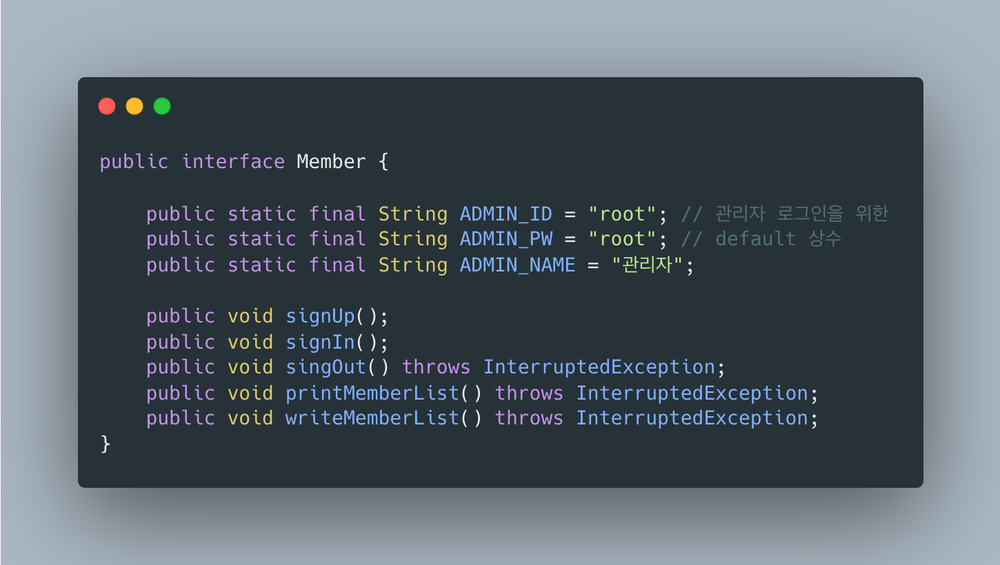 public interface Member {
public static final String ADMIN_ID = "root"; // 관리자 로그인을 위한
public static final String ADMIN_PW = "root"; // default 상수
public static final String ADMIN_NAME = "관리자";
public void signUp();
public void signIn();
public void singOut() throws InterruptedException;
public void printMemberList() throws InterruptedException;
public void writeMemberList() throws InterruptedException;
}